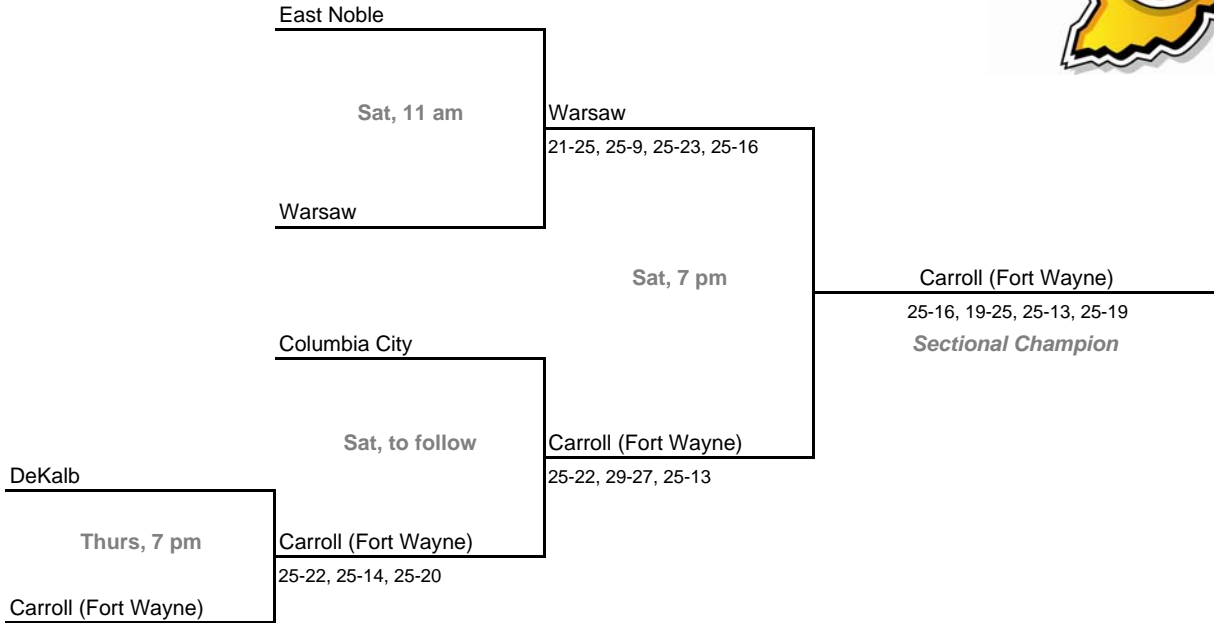 East Noble
Sat, 11 am
Warsaw
21-25, 25-9, 25-23, 25-16
Warsaw
Sat, 7 pm
Carroll (Fort Wayne)
25-16, 19-25, 25-13, 25-19
Sectional Champion
Columbia City
Sat, to follow
Carroll (Fort Wayne)
25-22, 29-27, 25-13
DeKalb
Thurs, 7 pm
Carroll (Fort Wayne)
25-22, 25-14, 25-20
Carroll (Fort Wayne)